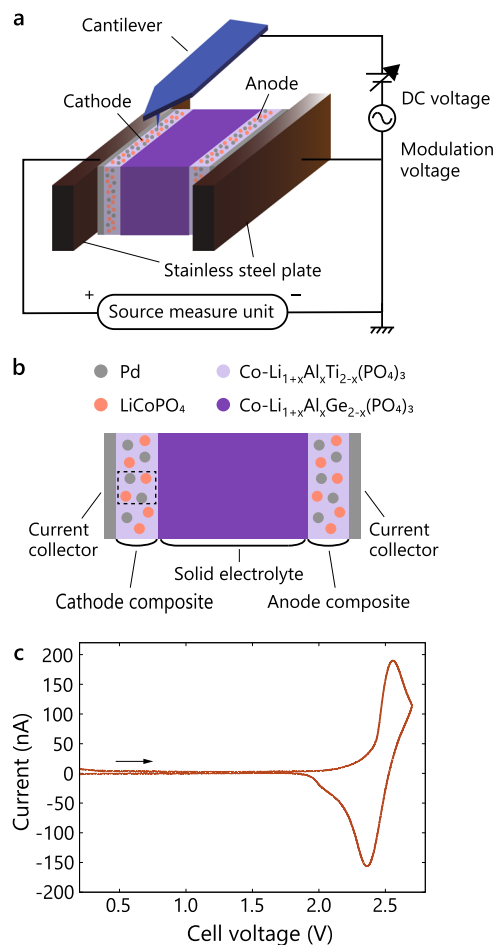 a
Cantilever
Cathode
Anode
DC voltage
Modulation
voltage
Stainless steel plate
+
−
Source measure unit
b
Pd
Co-Li₁₊ₓAlₓTi₂₋ₓ(PO₄)₃
LiCoPO₄
Co-Li₁₊ₓAlₓGe₂₋ₓ(PO₄)₃
Current
collector
Current
collector
Solid electrolyte
Cathode composite
Anode composite
c
200
150
100
50
0
-50
-100
-150
-200
Current (nA)
0.5
1.0
1.5
2.0
2.5
Cell voltage (V)